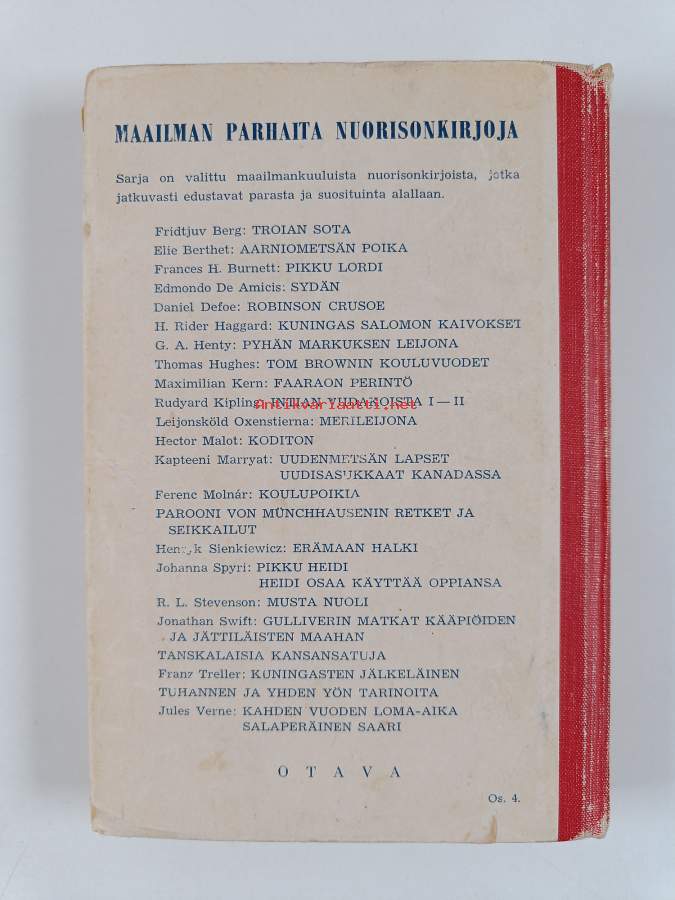 MAAILMAN PARHAITA NUORISONKIRJOJA
Sarja on valittu maailmankuuluista nuorisonkirjoista, jotka
jatkuvasti edustavat parasta ja suosituinta alallaan.
Fridtjuv Berg: TROIAN SOTA
Elie Berthet: AARNIOMETSÄN POIKA
Frances H. Burnett: PIKKU LORDI
Edmondo De Amicis: SYDÄN
Daniel Defoe: ROBINSON CRUSOE
H. Rider Haggard: KUNINGAS SALOMON KAIVOKSET
G. A. Henty: PYHÄN MARKUKSEN LEIJONA
Thomas Hughes: TOM BROWNIN KOULUVUODET
Maximilian Kern: FAARAON PERINTÖ
Rudyard Kipling: INTIAN VIIDAKOISTA I—II
Antikvariaatti.net
Leijonsköld Oxenstierna: MERILEIJONA
Hector Malot: KODITON
Kapteeni Marryat: UUDENMETSÄN LAPSET
UUDISASUKKAAT KANADASSA
Ferenc Molnár: KOULUPOIKIA
PAROONI VON MÜNCHHAUSENIN RETKET JA
SEIKKAILUT
Henryk Sienkiewicz: ERÄMAAN HALKI
Johanna Spyri: PIKKU HEIDI
HEIDI OSAA KÄYTTÄÄ OPPIANSA
R. L. Stevenson: MUSTA NUOLI
Jonathan Swift: GULLIVERIN MATKAT KÄÄPIÖIDEN
JA JÄTTILÄISTEN MAAHAN
TANSKALAISIA KANSANSATUJA
Franz Treller: KUNINGASTEN JÄLKELÄINEN
TUHANNEN JA YHDEN YÖN TARINOITA
Jules Verne: KAHDEN VUODEN LOMA-AIKA
SALAPERÄINEN SAARI
OTAVA
Os. 4.